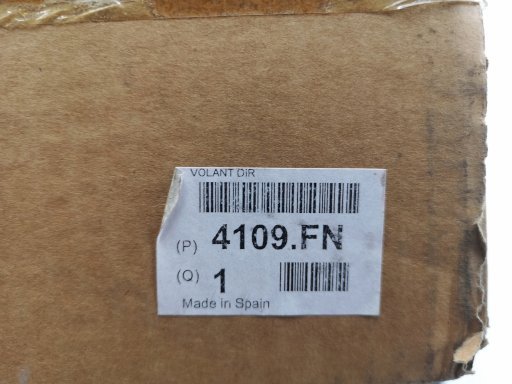 VOLANT DIR
(P) 4109.FN
(Q) 1
Made in Spain